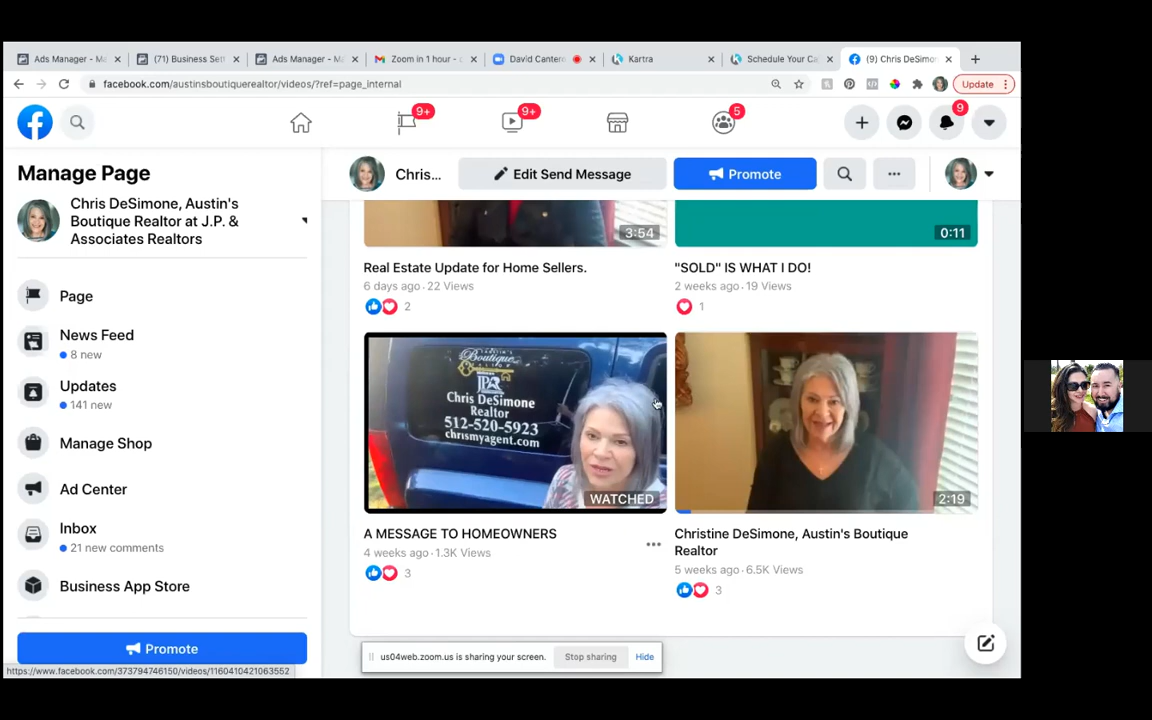 Ads Manager - M
(71) Business Set
Ads Manager - M
Zoom in 1 hour - c
David Cantero
Kartra
Schedule Your Ca
(9) Chris DeSimon
facebook.com/austinsboutiquerealtor/videos/?ref=page_internal
Update
9+
9+
5
9
Manage Page
Chris DeSimone, Austin's
Boutique Realtor at J.P. &
Associates Realtors
Page
News Feed
8 new
Updates
141 new
Manage Shop
Ad Center
Inbox
21 new comments
Business App Store
Promote
https://www.facebook.com/373794746150/videos/1160410421063552
Chris...
Edit Send Message
Promote
3:54
0:11
Real Estate Update for Home Sellers.
6 days ago · 22 Views
2
"SOLD" IS WHAT I DO!
2 weeks ago · 19 Views
1
Boutique
JPA
Chris DeSimone
Realtor
512-520-5923
chrismyagent.com
WATCHED
2:19
A MESSAGE TO HOMEOWNERS
4 weeks ago · 1.3K Views
3
Christine DeSimone, Austin's Boutique
Realtor
5 weeks ago · 6.5K Views
3
us04web.zoom.us is sharing your screen.
Stop sharing
Hide